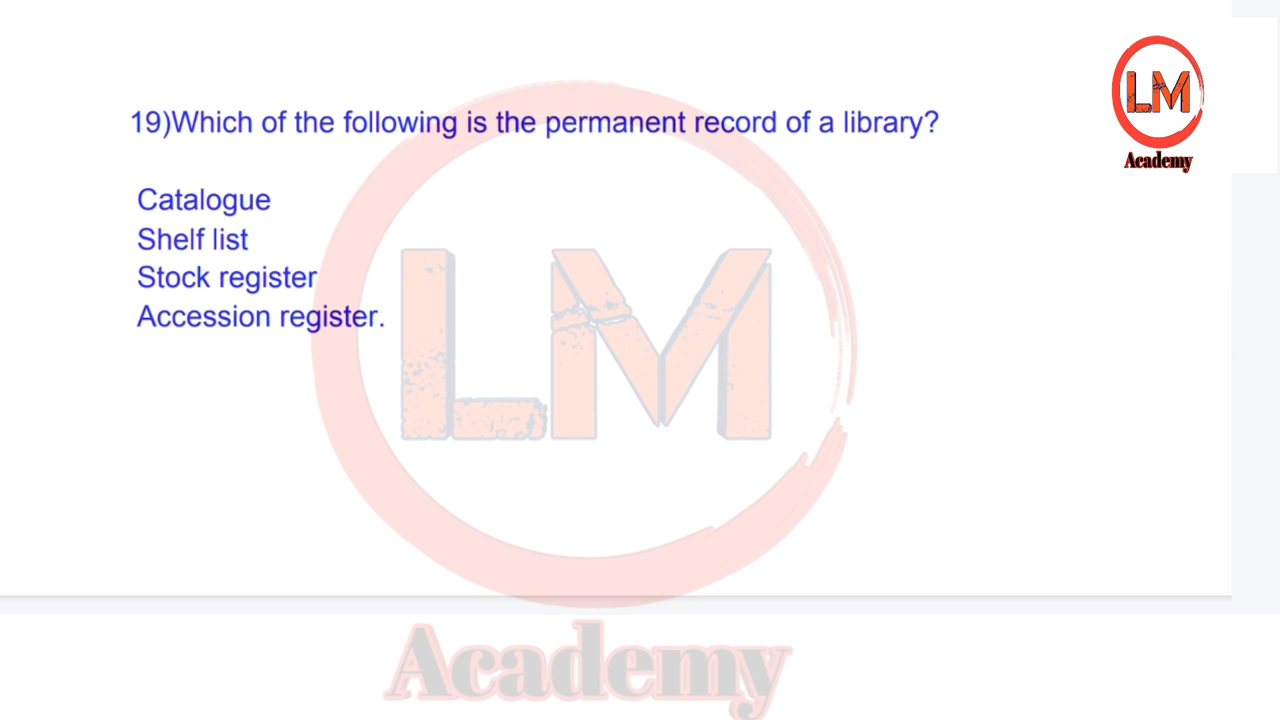 19)Which of the following is the permanent record of a library?
Catalogue
Shelf list
Stock register
Accession register.
LM
Academy
LM
Academy